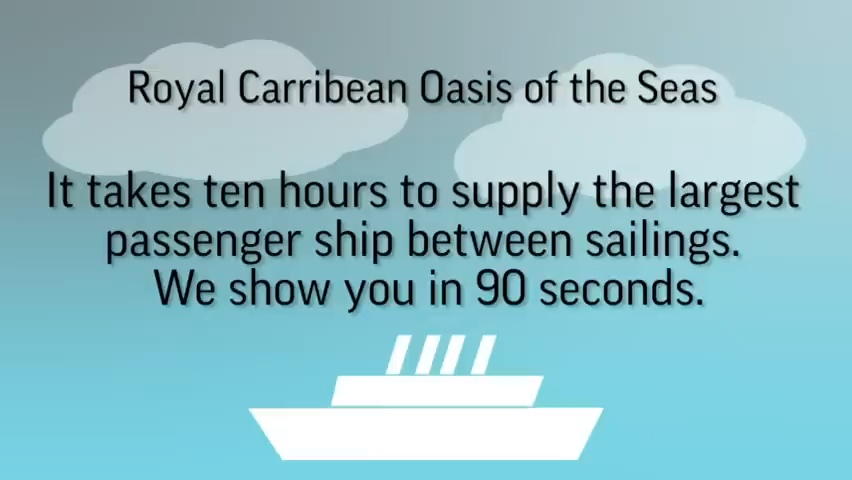 Royal Carribean Oasis of the Seas
It takes ten hours to supply the largest
passenger ship between sailings.
We show you in 90 seconds.